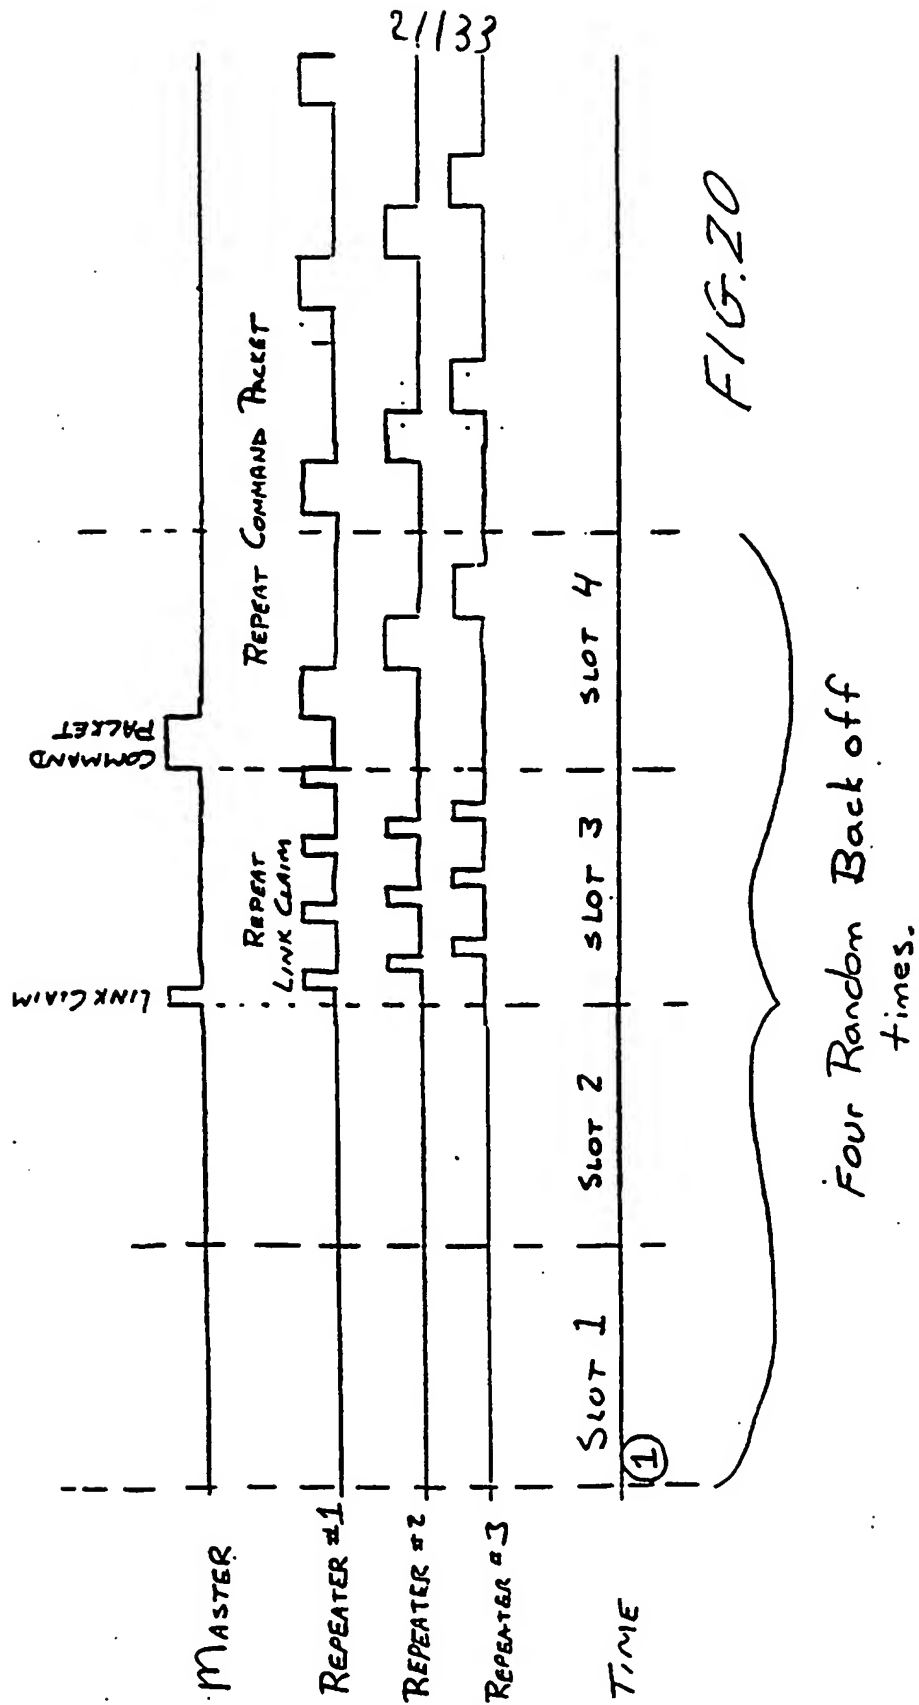 21/33
LINK CLAIM
COMMAND
PACKET
MASTER
REPEAT
LINK CLAIM
REPEAT COMMAND PACKET
REPEATER #1
REPEATER #2
REPEATER #3
TIME
1
SLOT 1
SLOT 2
SLOT 3
SLOT 4
Four Random Back off
times.
FIG. 20